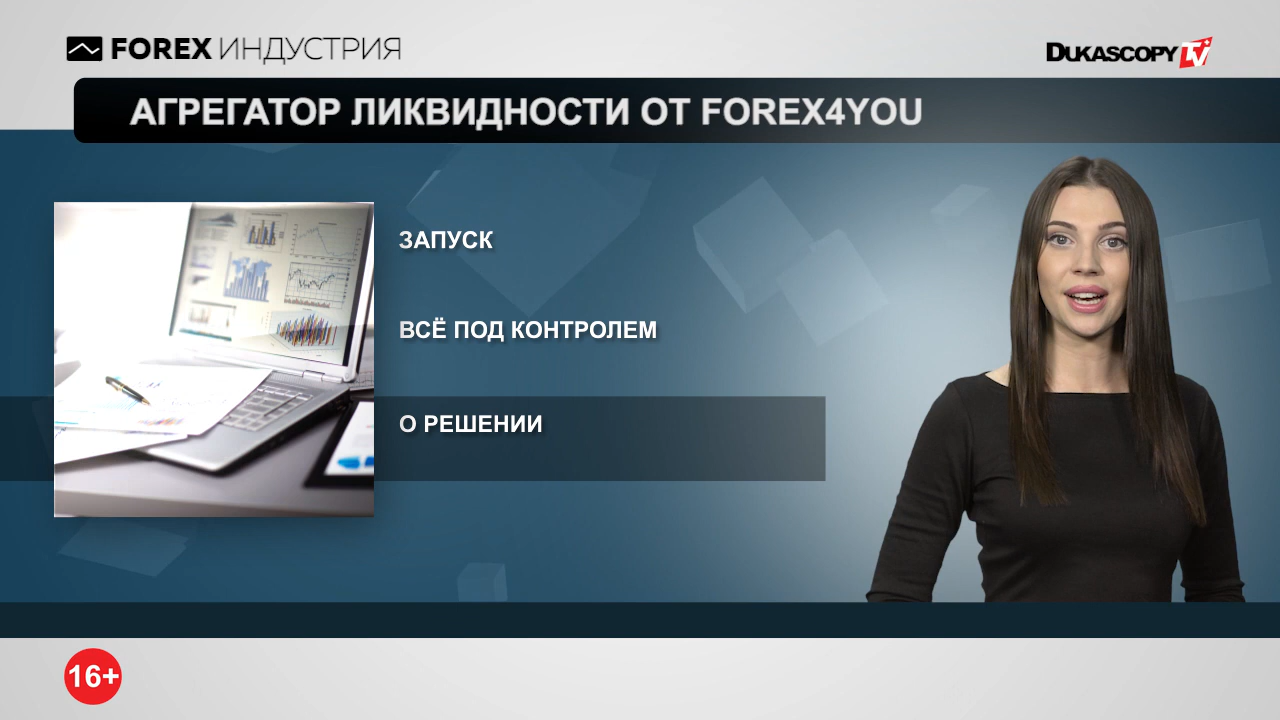 FOREX ИНДУСТРИЯ
DUKASCOPY TV
АГРЕГАТОР ЛИКВИДНОСТИ ОТ FOREX4YOU
ЗАПУСК
ВСЁ ПОД КОНТРОЛЕМ
О РЕШЕНИИ
16+